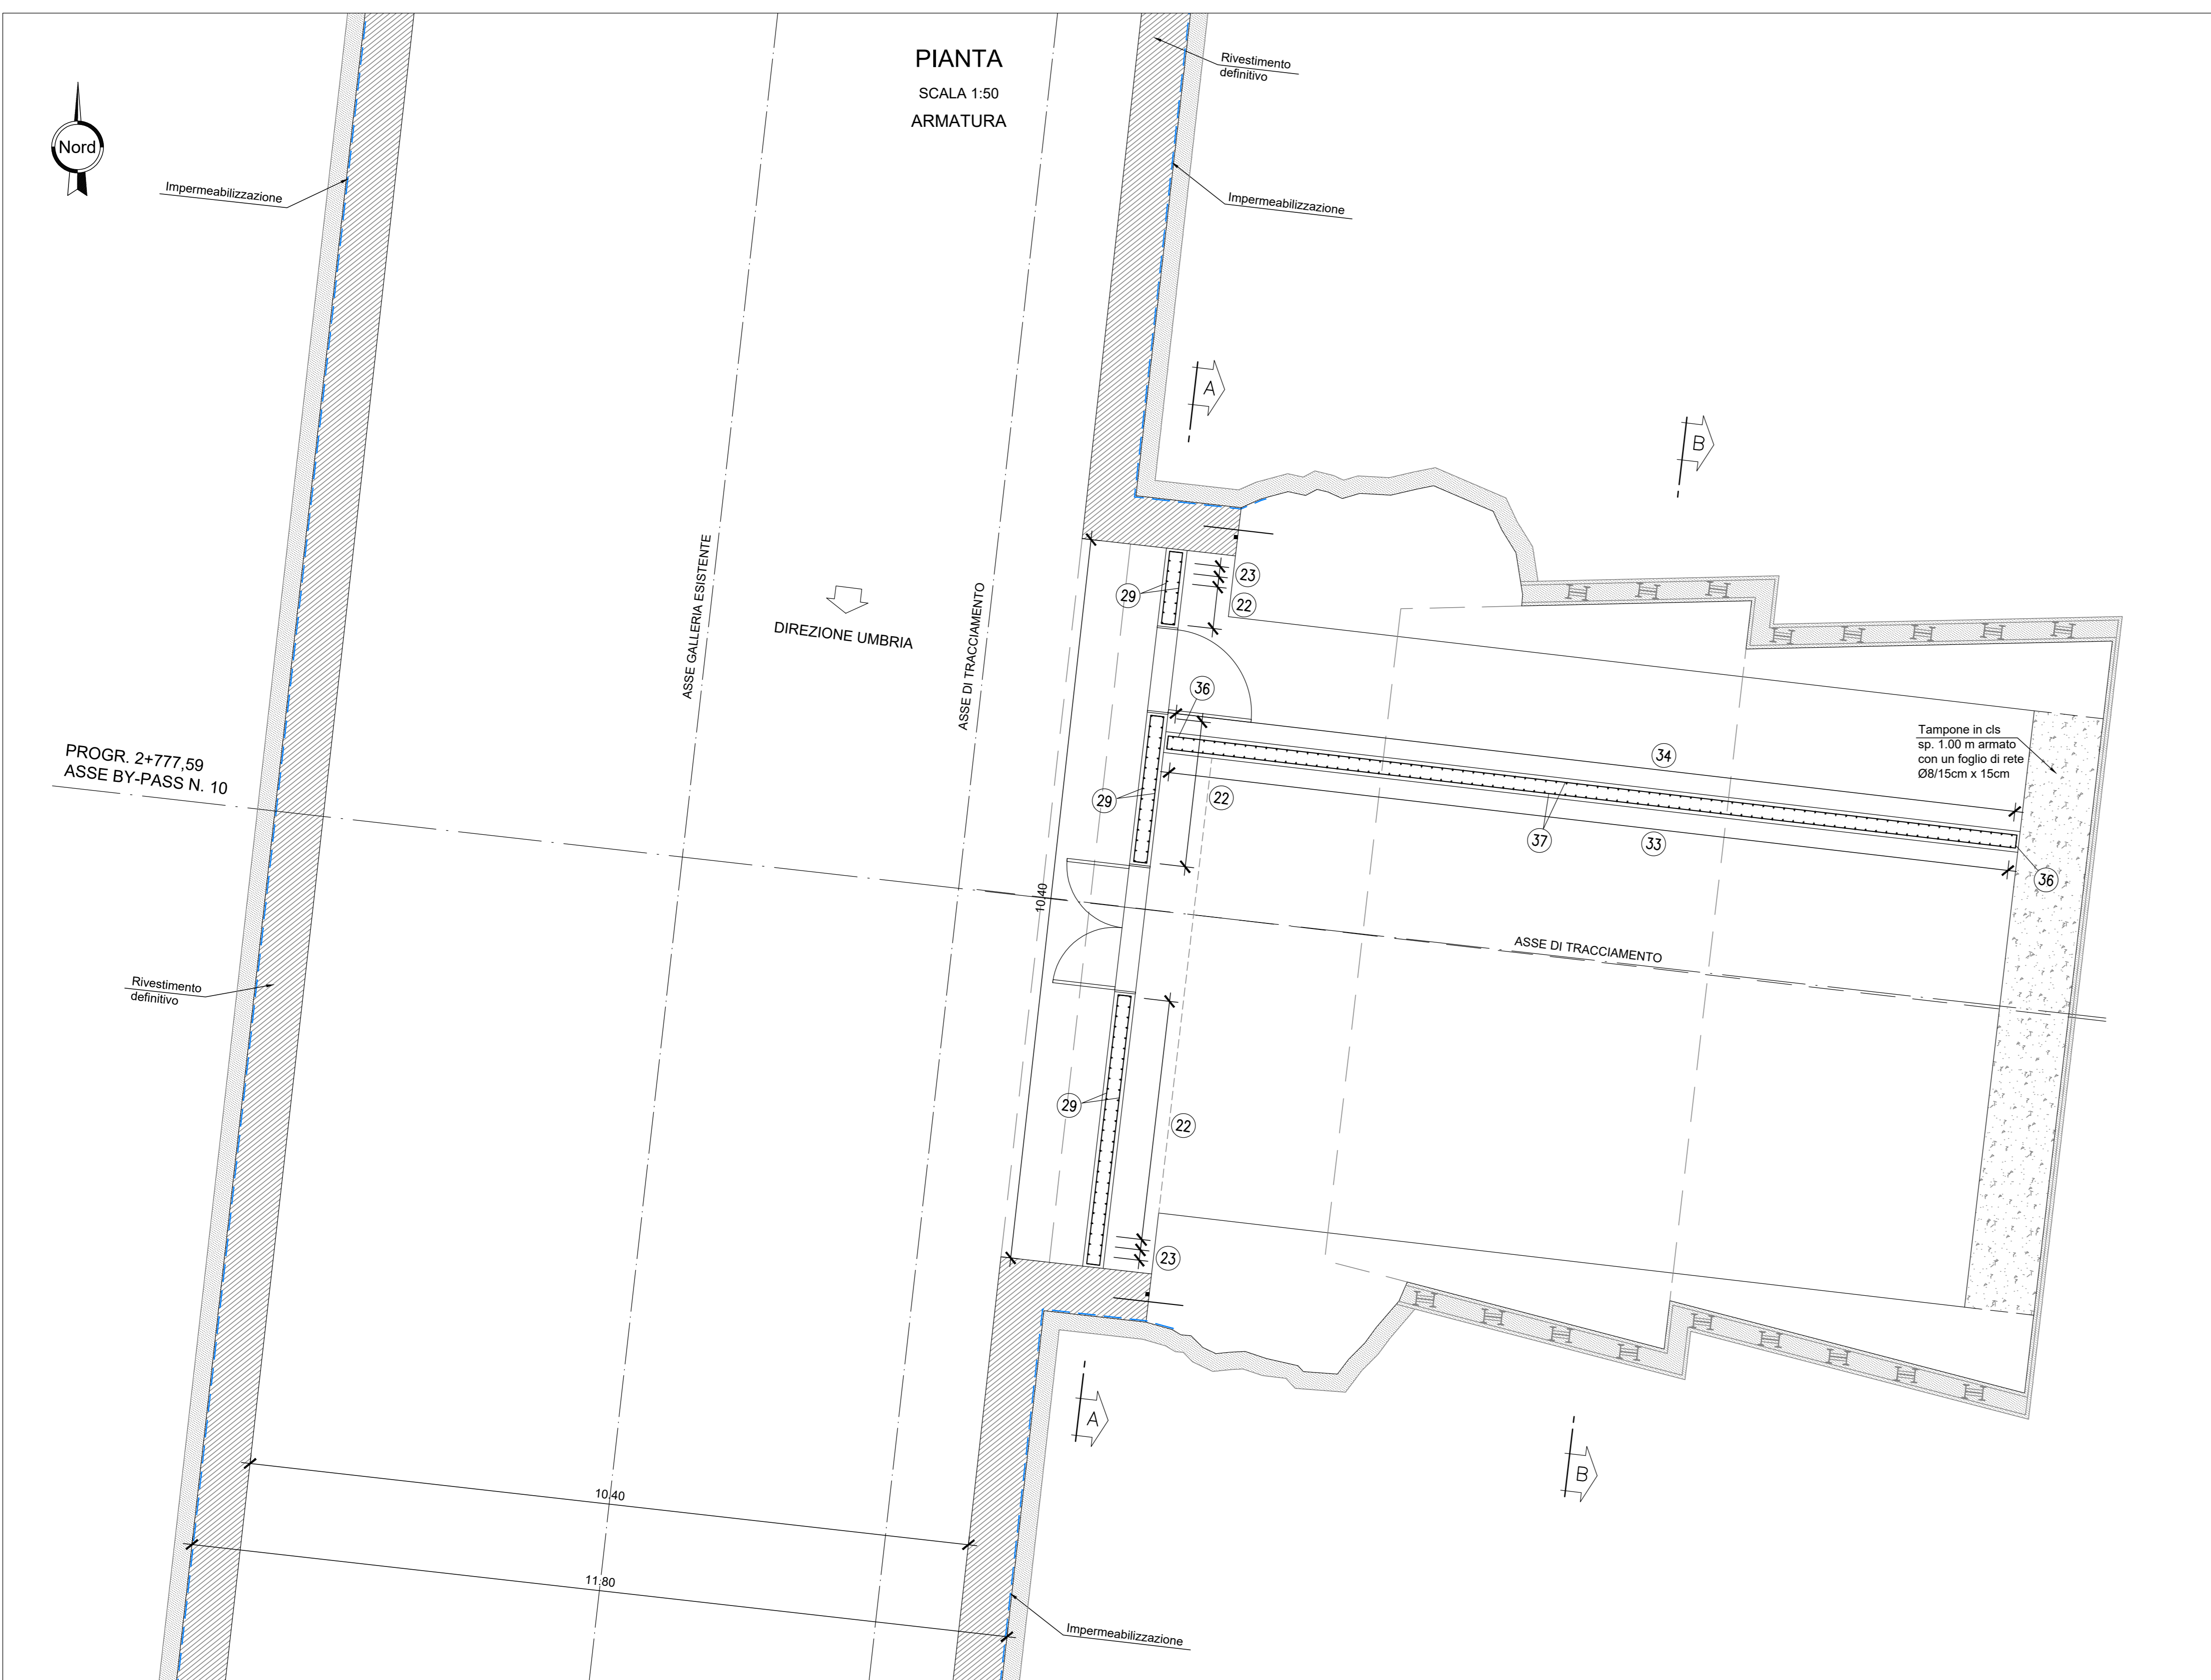 PIANTA
SCALA 1:50
ARMATURA
Rivestimento
definitivo
Nord
Impermeabilizzazione
Impermeabilizzazione
A
B
ASSE GALLERIA ESISTENTE
DIREZIONE UMBRIA
ASSE DI TRACCIAMENTO
29
23
22
36
34
Tampone in cls
sp. 1.00 m armato
con un foglio di rete
Ø8/15cm x 15cm
PROGR. 2+777,59
ASSE BY-PASS N. 10
29
22
37
33
36
10.40
ASSE DI TRACCIAMENTO
Rivestimento
definitivo
29
22
23
A
B
10.40
11.80
Impermeabilizzazione